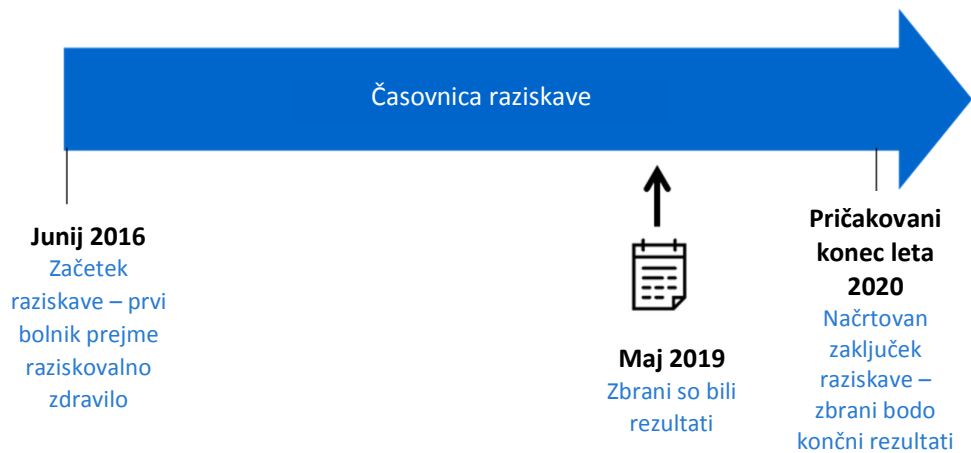 Časovnica raziskave
Junij 2016
Začetek
raziskave – prvi
bolnik prejme
raziskovalno
zdravilo
Maj 2019
Zbrani so bili
rezultati
Pričakovani
konec leta
2020
Načrtovan
zaključek
raziskave –
zbrani bodo
končni rezultati